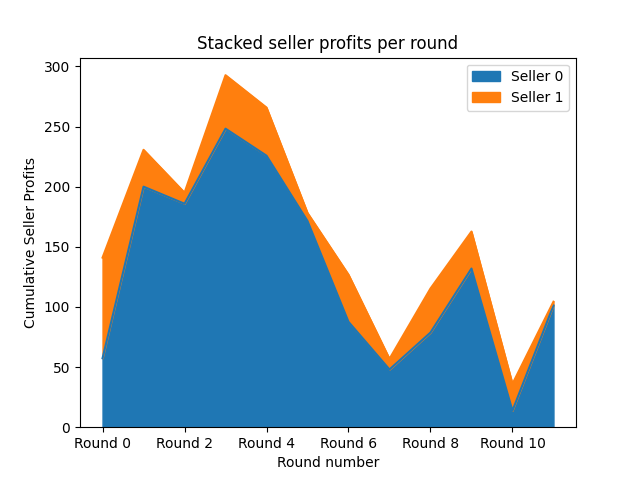 Stacked seller profits per round
300
250
200
150
100
50
0
Cumulative Seller Profits
Seller 0
Seller 1
Round 0 Round 2 Round 4 Round 6 Round 8 Round 10
Round number